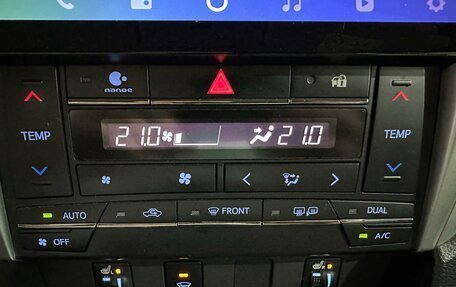 nanoe
TEMP
21.0 21.0
TEMP
AUTO
FRONT
DUAL
OFF
A/C
L
R